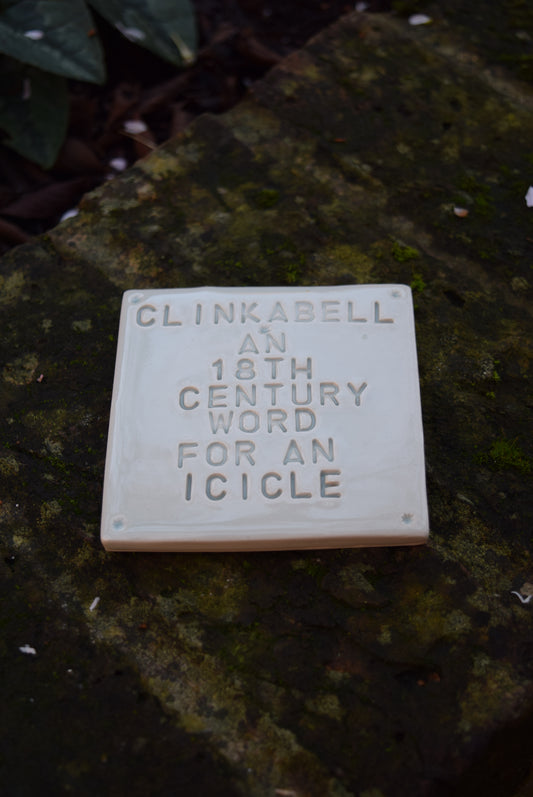 CLINKABELL
AN
18TH
CENTURY
WORD
FOR AN
ICICLE